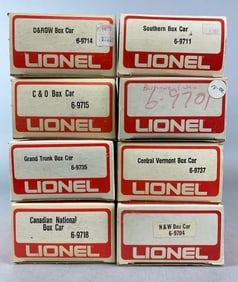 D&RGW Box Car
6-9714
LIONEL
Southern Box Car
6-9711
LIONEL
C & O Box Car
6-9715
LIONEL
6-9701
LIONEL
Grand Trunk Box Car
6-9735
LIONEL
Central Vermont Box Car
6-9737
LIONEL
Canadian National
Box Car
6-9718
LIONEL
N&W Box Car
6-9704
LIONEL